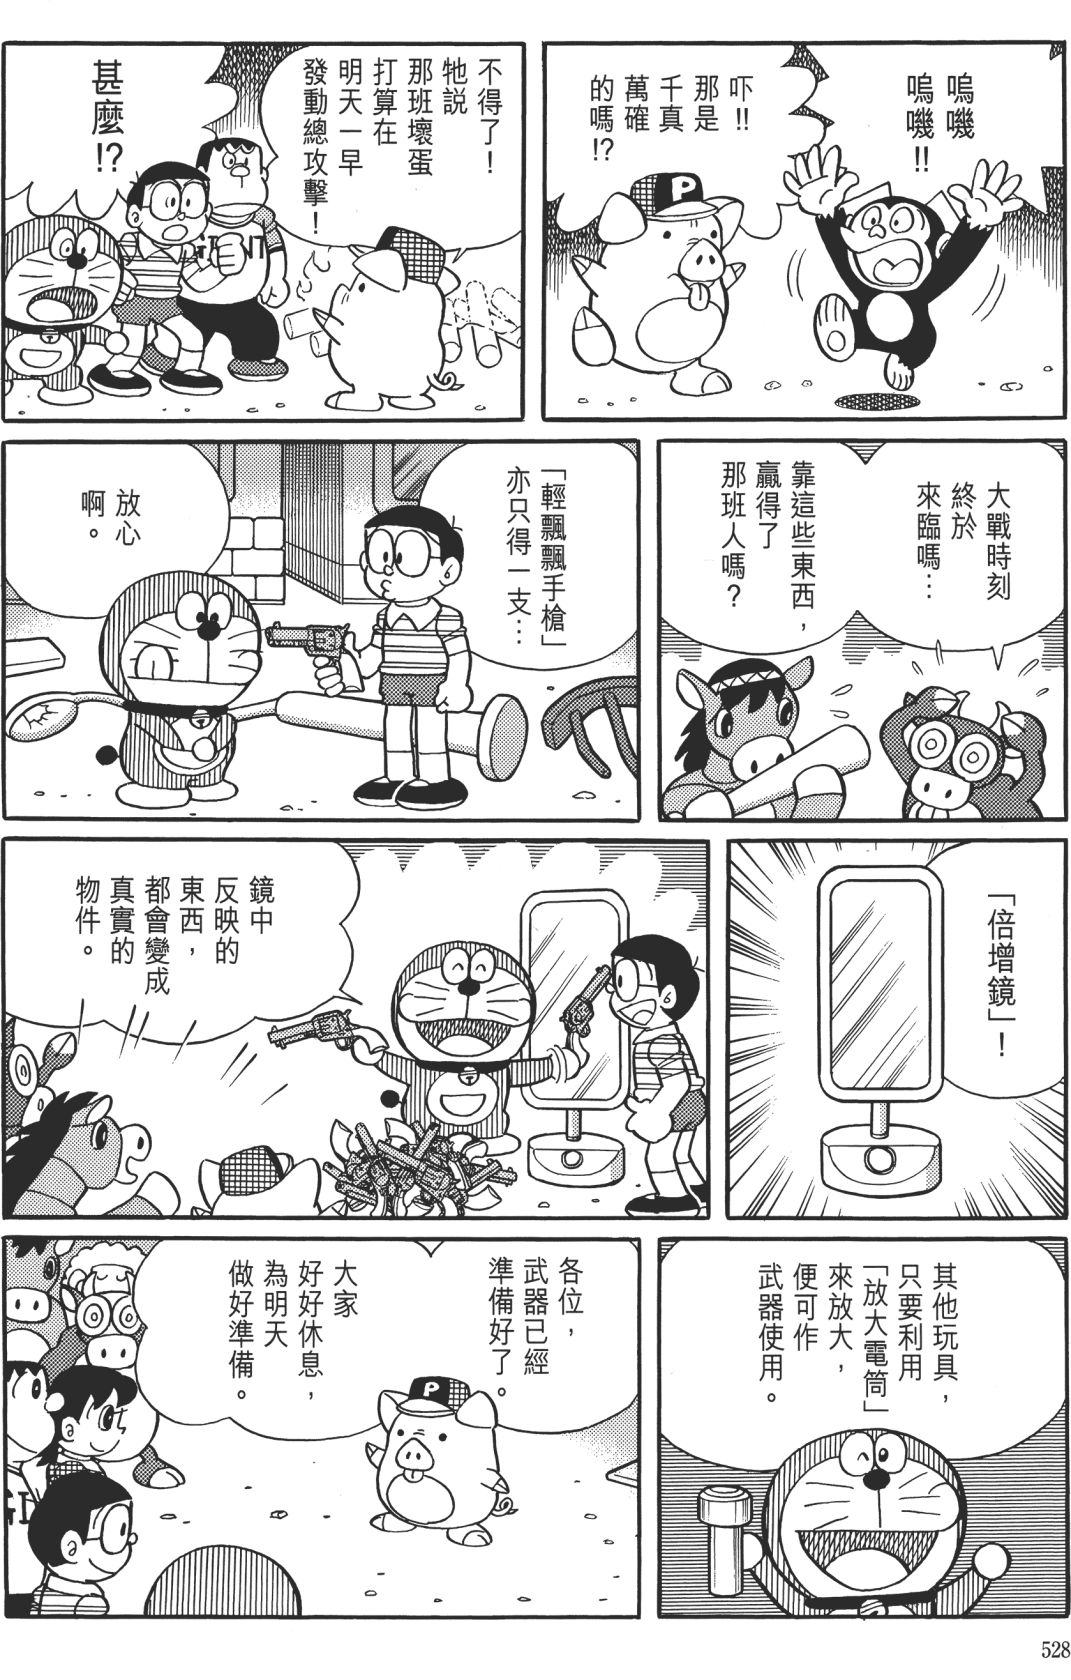 嗚嘰
嗚嘰!!
吓!!
那是
千真
萬確
的嗎!?
P
不得了！
牠説
那班壞蛋
打算在
明天一早
發動總攻擊！
甚麼!?
GIANT
大戰時刻
終於
來臨嗎…
靠這些東西，
贏得了
那班人嗎？
「輕飄飄手槍」
亦只得一支…
放心
啊。
「倍增鏡」！
鏡中
反映的
東西，
都會變成
真實的
物件。
其他玩具，
只要利用
「放大電筒」
來放大，
便可作
武器使用。
各位，
武器已經
準備好了。
大家
好好休息，
為明天
做好準備。
P
528